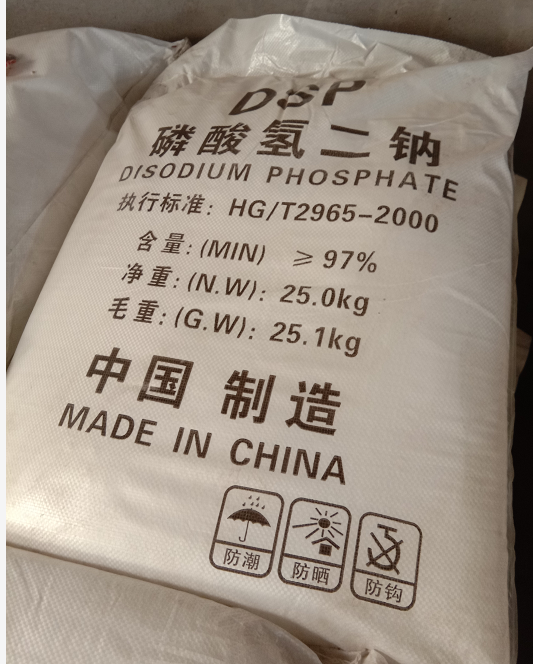 DSP
磷酸氢二钠
DISODIUM PHOSPHATE
执行标准: HG/T2965-2000
含量: (MIN) ≥ 97%
净重: (N.W): 25.0kg
毛重: (G.W): 25.1kg
中国 制造
MADE IN CHINA
防潮 防晒 防钩